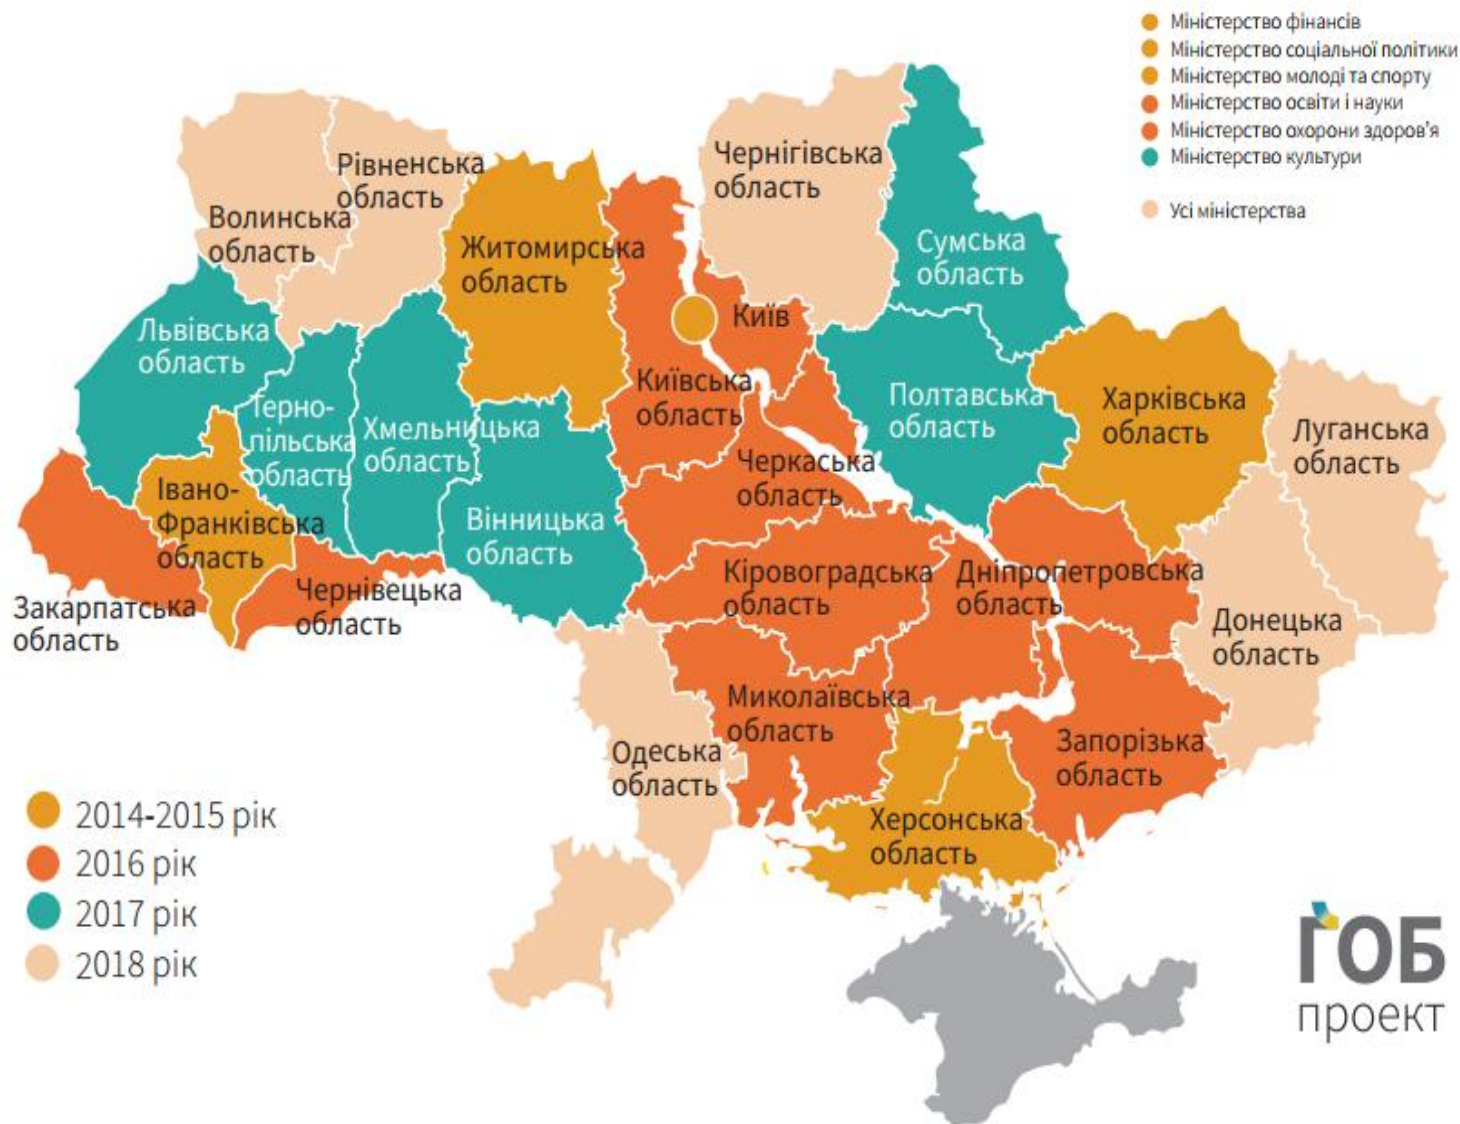 Міністерство фінансів
Міністерство соціальної політики
Міністерство молоді та спорту
Міністерство освіти і науки
Міністерство охорони здоров'я
Міністерство культури
Усі міністерства
Волинська
область
Рівненська
область
Житомирська
область
Чернігівська
область
Сумська
область
Київ
Київська
область
Львівська
область
Терно-
пільська
область
Хмельницька
область
Вінницька
область
Івано-
Франківська
область
Закарпатська
область
Чернівецька
область
Черкаська
область
Полтавська
область
Харківська
область
Луганська
область
Кіровоградська
область
Дніпропетровська
область
Донецька
область
Миколаївська
область
Запорізька
область
Одеська
область
Херсонська
область
2014-2015 рік
2016 рік
2017 рік
2018 рік
ГОБ
проект